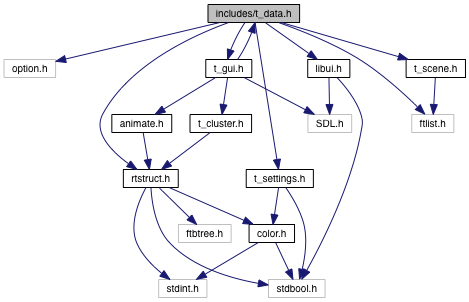 includes/t_data.h
option.h
t_gui.h
libui.h
t_scene.h
animate.h
t_cluster.h
SDL.h
ftlist.h
rtstruct.h
t_settings.h
ftbtree.h
color.h
stdint.h
stdbool.h